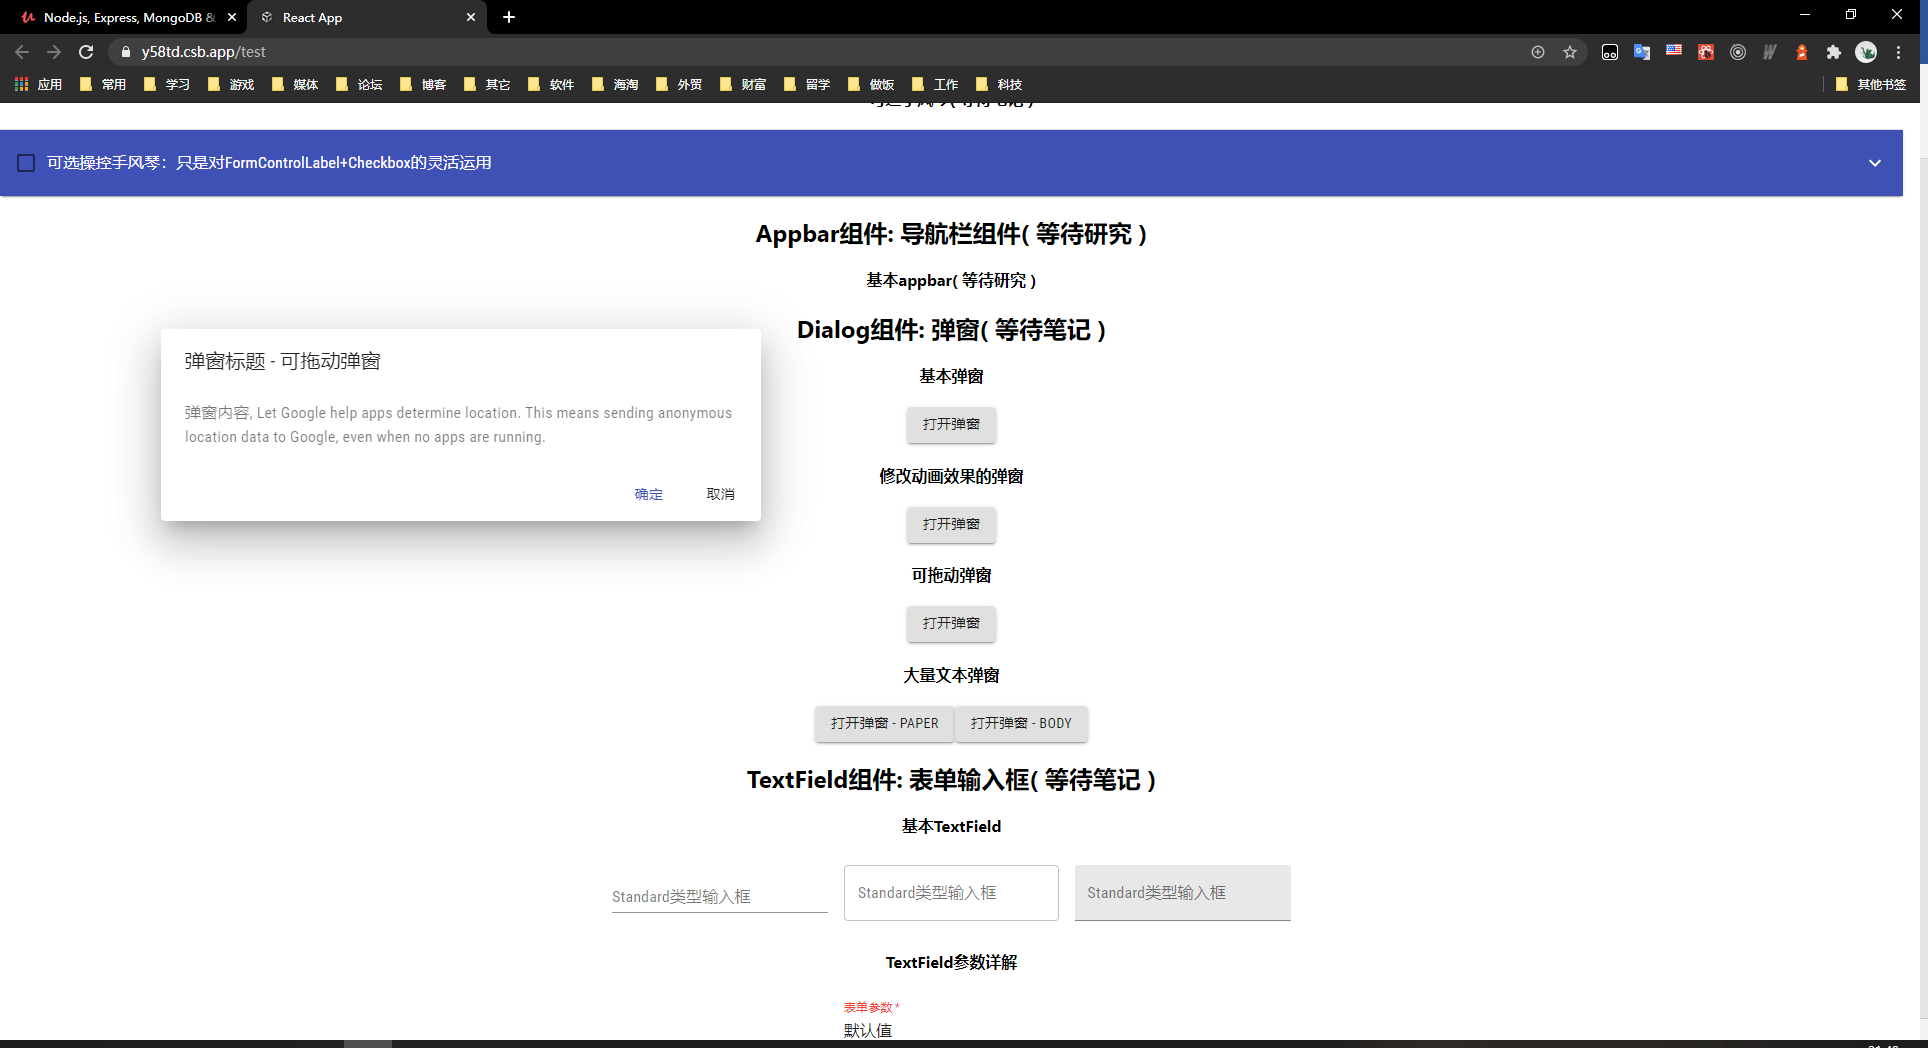 Node.js, Express, MongoDB &
React App
y58td.csb.app/test
应用
常用
学习
游戏
媒体
论坛
博客
其它
软件
海淘
外贸
财富
留学
做饭
工作
科技
其他书签
可选操控手风琴：只是对FormControlLabel+Checkbox的灵活运用
Appbar组件: 导航栏组件( 等待研究 )
基本appbar( 等待研究 )
Dialog组件: 弹窗( 等待笔记 )
弹窗标题 - 可拖动弹窗
弹窗内容, Let Google help apps determine location. This means sending anonymous
location data to Google, even when no apps are running.
确定
取消
基本弹窗
打开弹窗
修改动画效果的弹窗
打开弹窗
可拖动弹窗
打开弹窗
大量文本弹窗
打开弹窗 - PAPER
打开弹窗 - BODY
TextField组件: 表单输入框( 等待笔记 )
基本TextField
Standard类型输入框
Standard类型输入框
Standard类型输入框
TextField参数详解
表单参数 *
默认值